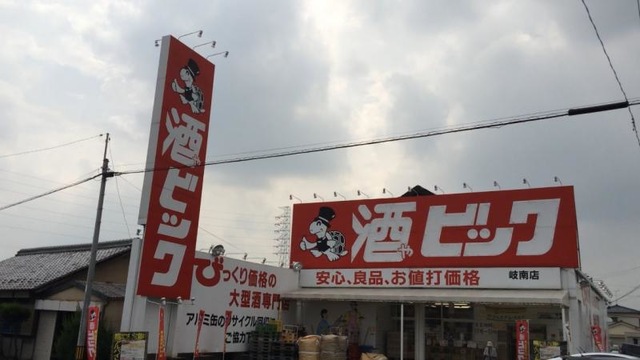 酒ビック
酒やビック
安心、良品、お値打価格 岐南店
びっくり価格の
大型酒専門
アルミ缶のリサイクル
ご協力下